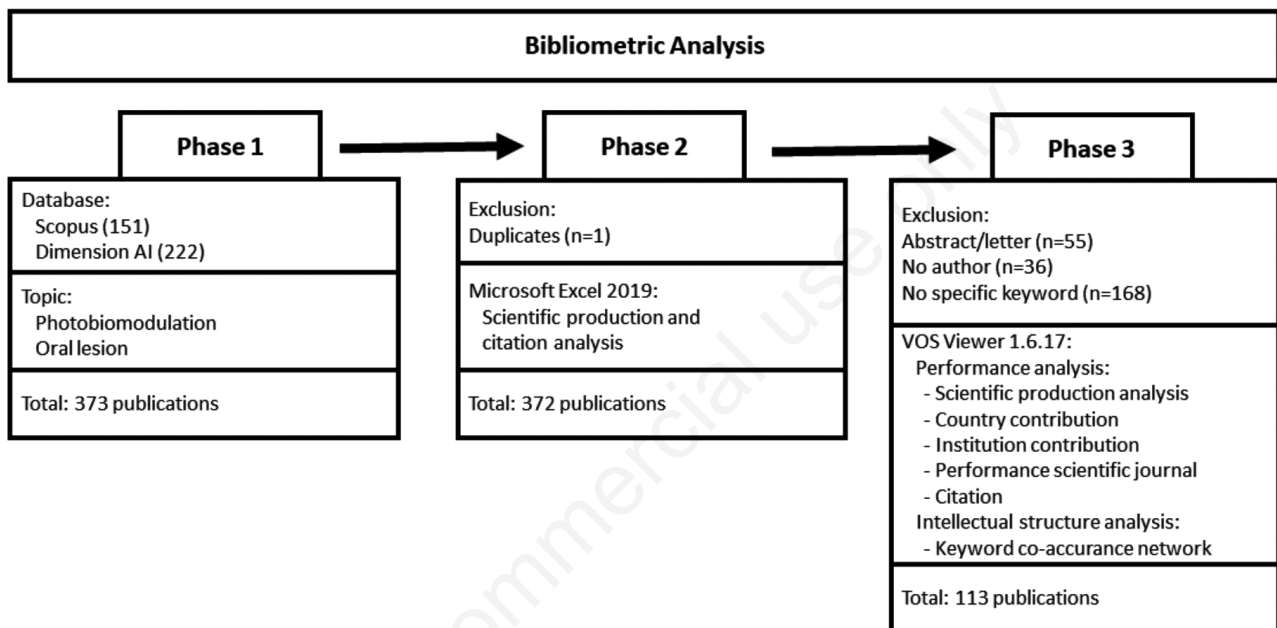 Bibliometric Analysis
Phase 1
Database:
Scopus (151)
Dimension AI (222)
Topic:
Photobiomodulation
Oral lesion
Total: 373 publications
Phase 2
Exclusion:
Duplicates (n=1)
Microsoft Excel 2019:
Scientific production and
citation analysis
Total: 372 publications
Phase 3
Exclusion:
Abstract/letter (n=55)
No author (n=36)
No specific keyword (n=168)
VOS Viewer 1.6.17:
Performance analysis:
- Scientific production analysis
- Country contribution
- Institution contribution
- Performance scientific journal
- Citation
Intellectual structure analysis:
- Keyword co-accurance network
Total: 113 publications
ommercial use only